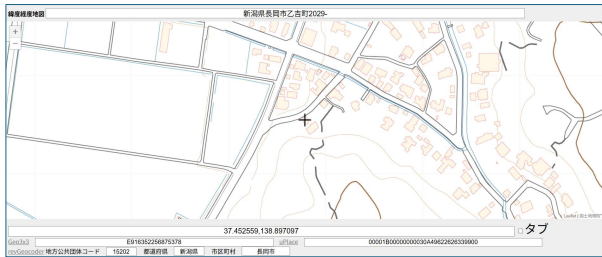 緯度経度地図 新潟県長岡市乙吉町2029-
+
−
Leaflet | 国土地理院
37.452559,138.897097 タブ
Geo3x3 E916352256875378 uPlace 00001B00000000030A49622626339900
revGeocoder 地方公共団体コード 15202 都道府県 新潟県 市区町村 長岡市